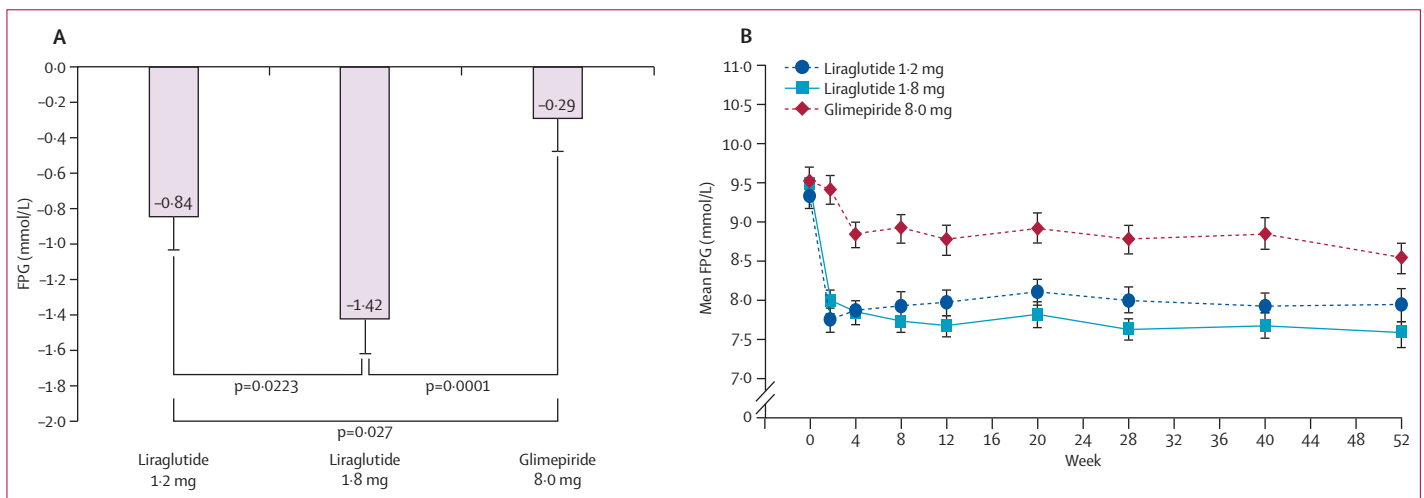 A
0·0
−0·2
−0·4
−0·6
−0·8
−1·0
−1·2
−1·4
−1·6
−1·8
−2·0
FPG (mmol/L)
−0·84
−1·42
−0·29
p=0·0223
p=0·0001
p=0·027
Liraglutide
1·2 mg
Liraglutide
1·8 mg
Glimepiride
8·0 mg
B
Liraglutide 1·2 mg
Liraglutide 1·8 mg
Glimepiride 8·0 mg
11·0
10·5
10·0
9·5
9·0
8·5
8·0
7·5
7·0
0
Mean FPG (mmol/L)
0 4 8 12 16 20 24 28 32 36 40 44 48 52
Week